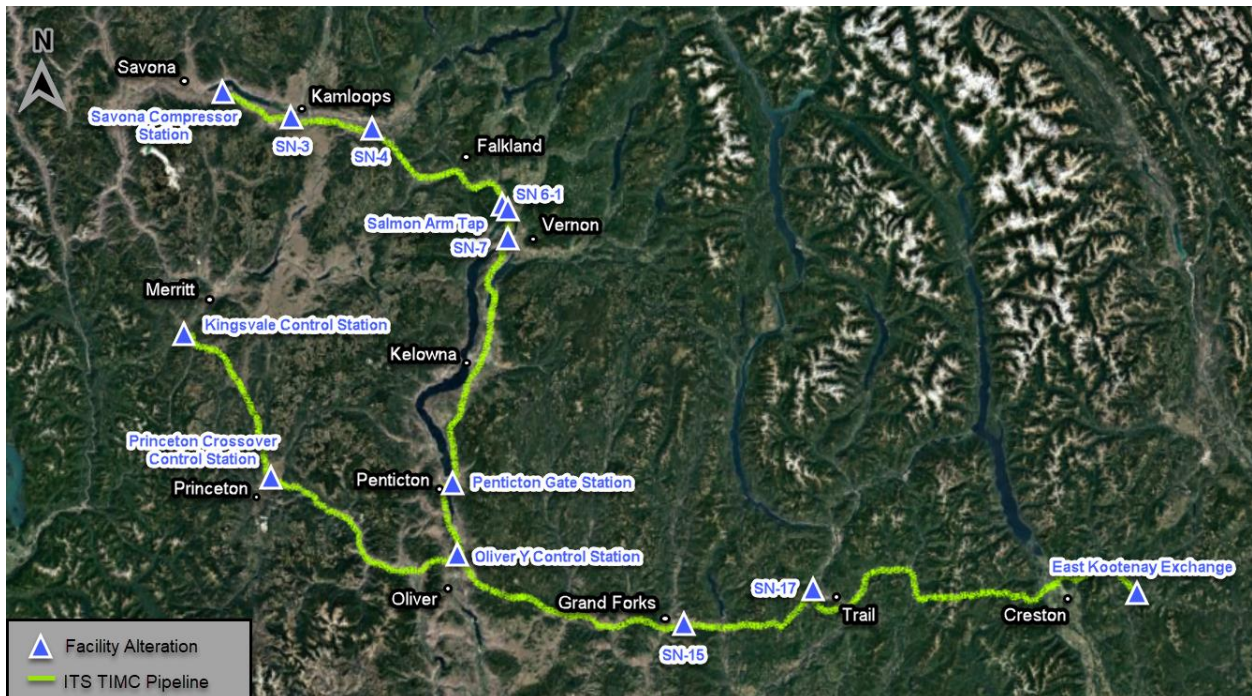 N
Savona
Savona Compressor
Station
Kamloops
SN-3
SN-4
Falkland
SN 6-1
Salmon Arm Tap
SN-7
Vernon
Merritt
Kingsvale Control Station
Kelowna
Princeton Crossover
Control Station
Princeton
Penticton
Penticton Gate Station
Oliver Y Control Station
Oliver
Grand Forks
SN-15
SN-17
Trail
East Kootenay Exchange
Creston
Facility Alteration
ITS TIMC Pipeline